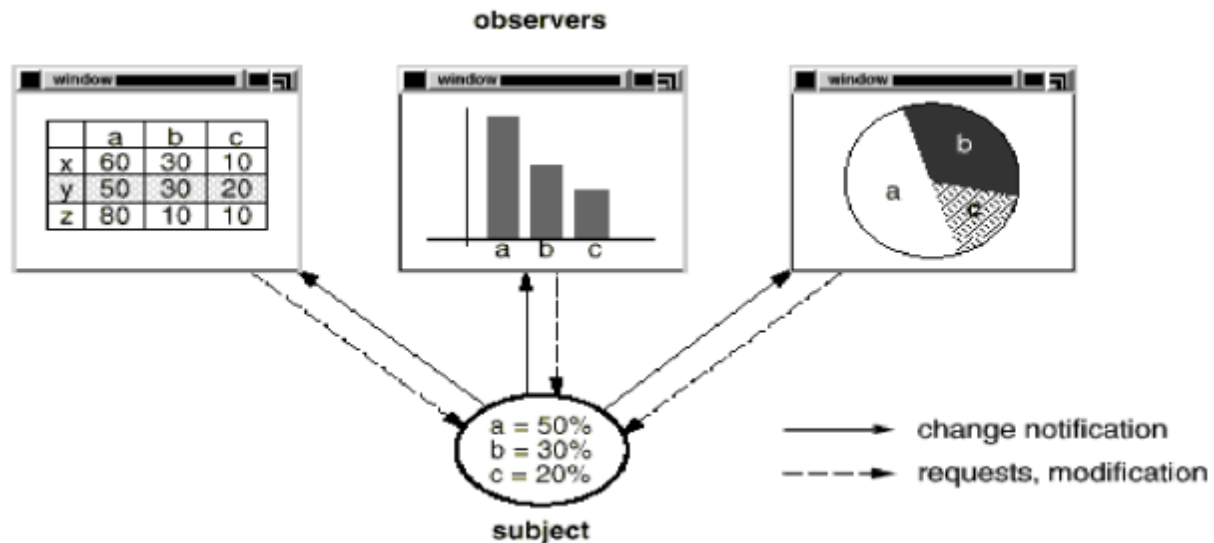 observers
window
a b c
x 60 30 10
y 50 30 20
z 80 10 10
window
a b c
window
a
b
c
a = 50%
b = 30%
c = 20%
subject
change notification
requests, modification